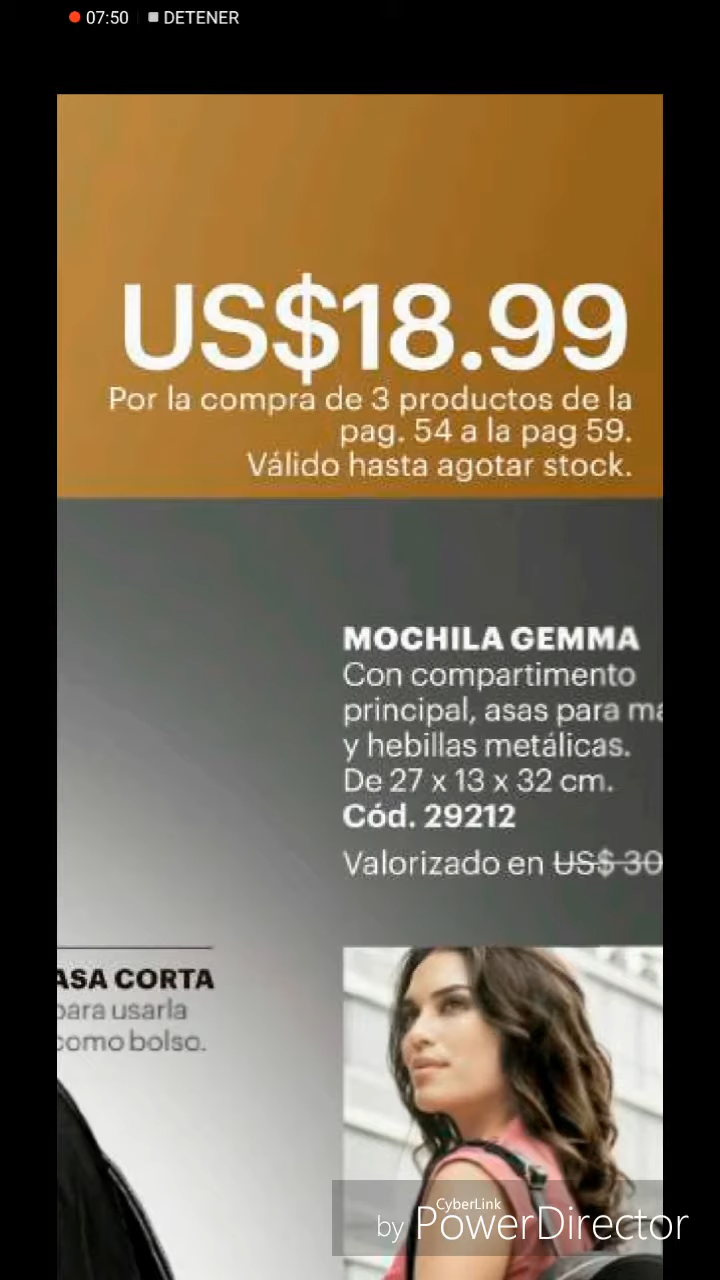 07:50 DETENER
US$18.99
Por la compra de 3 productos de la
pag. 54 a la pag 59.
Válido hasta agotar stock.
MOCHILA GEMMA
Con compartimento
principal, asas para
y hebillas metálicas.
De 27 x 13 x 32 cm.
Cód. 29212
Valorizado en US$ 30
ASA CORTA
para usarla
como bolso.
CyberLink
by PowerDirector